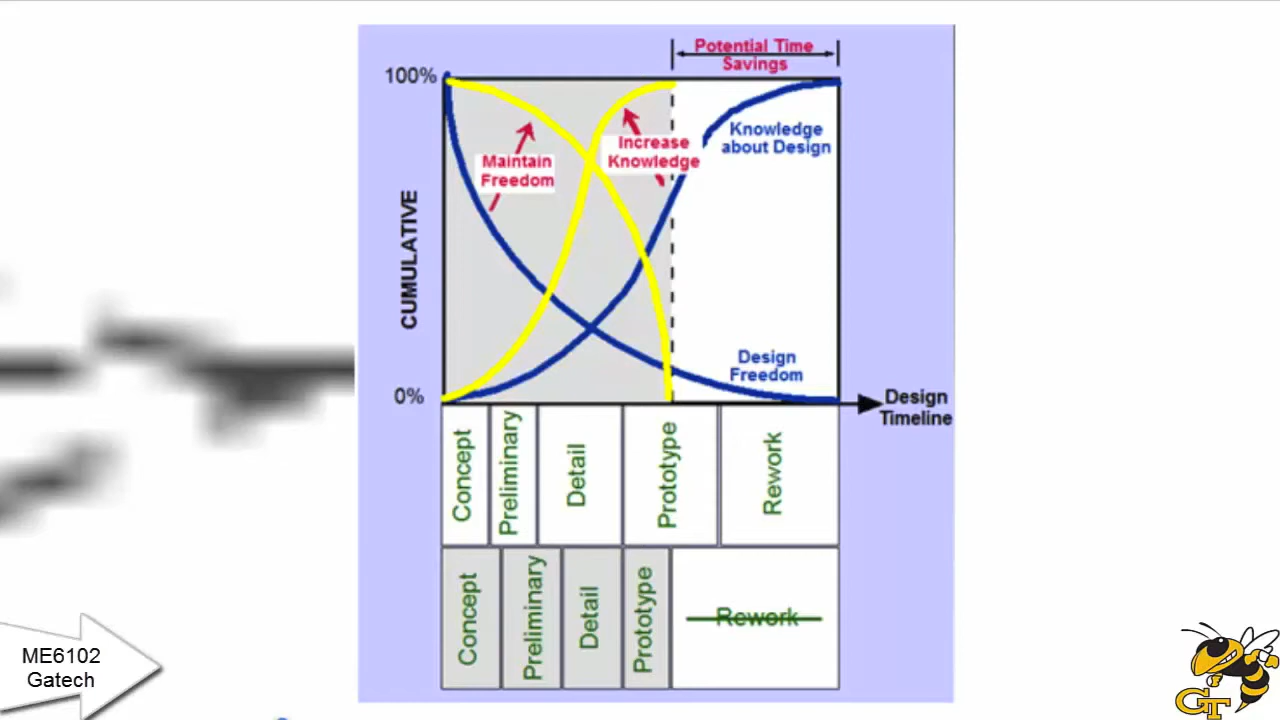 Potential Time
Savings
100%
Knowledge
about Design
Increase
Knowledge
Maintain
Freedom
CUMULATIVE
Design
Freedom
0%
Design
Timeline
Concept
Preliminary
Detail
Prototype
Rework
Concept
Preliminary
Detail
Prototype
Rework
ME6102
Gatech
GT